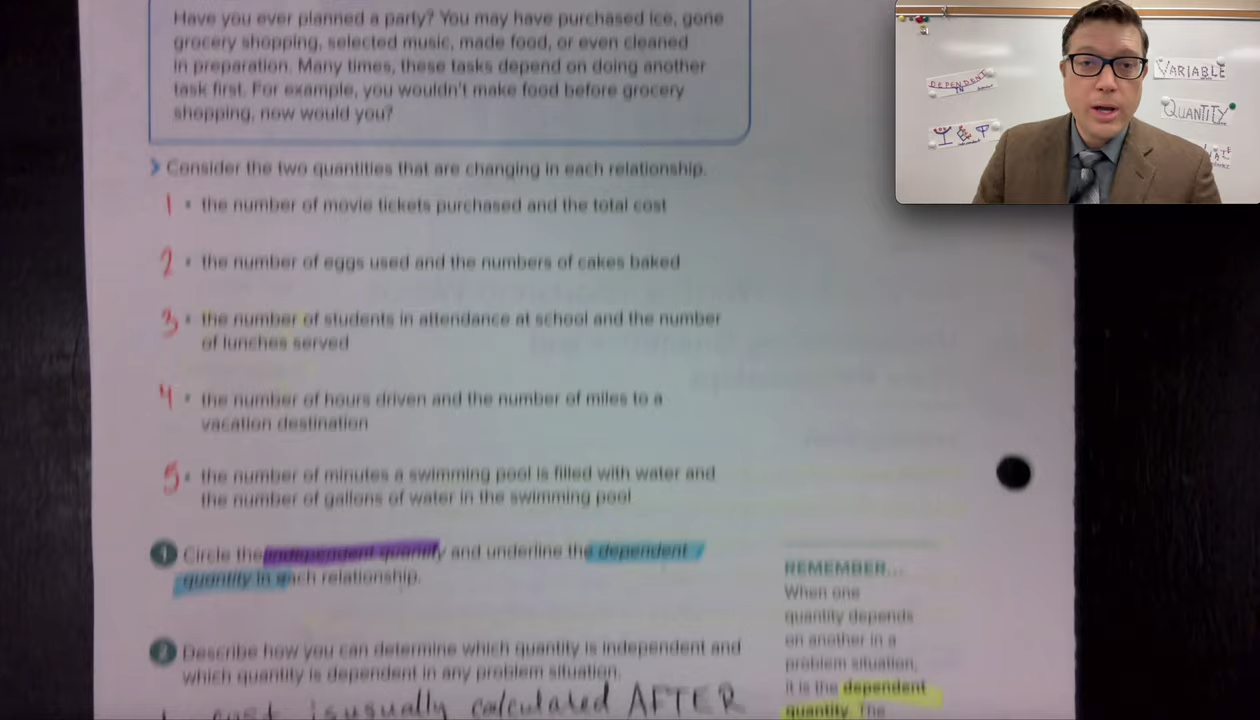 Have you ever planned a party? You may have purchased ice, gone
grocery shopping, selected music, made food, or even cleaned
in preparation. Many times, these tasks depend on doing another
task first. For example, you wouldn't make food before grocery
shopping, now would you?
Consider the two quantities that are changing in each relationship.
1 • the number of movie tickets purchased and the total cost
2 • the number of eggs used and the numbers of cakes baked
3 • the number of students in attendance at school and the number
of lunches served
4 • the number of hours driven and the number of miles to a
vacation destination
5 • the number of minutes a swimming pool is filled with water and
the number of gallons of water in the swimming pool
1 Circle the independent quantity and underline the dependent
quantity in each relationship.
2 Describe how you can determine which quantity is independent and
which quantity is dependent in any problem situation.
cost is usually calculated AFTER
REMEMBER...
When one
quantity depends
on another in a
problem situation,
it is the dependent
quantity. The
DEPENDENT
IN
VARIABLE
QUANTITY